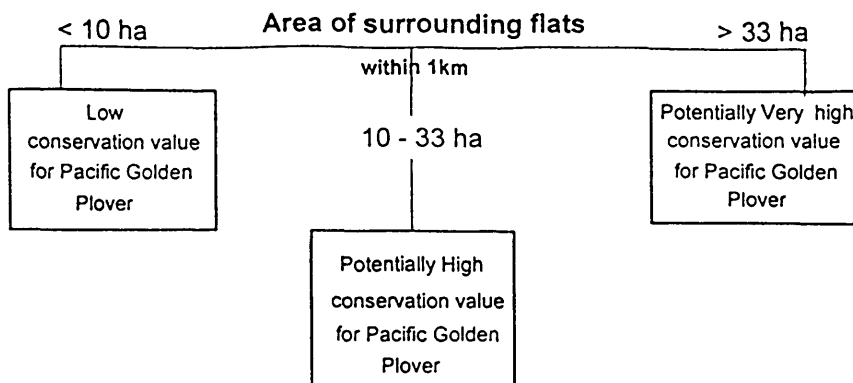 < 10 ha
Area of surrounding flats
> 33 ha
within 1km
Low
conservation value
for Pacific Golden
Plover
10 - 33 ha
Potentially Very high
conservation value
for Pacific Golden
Plover
Potentially High
conservation value
for Pacific Golden
Plover